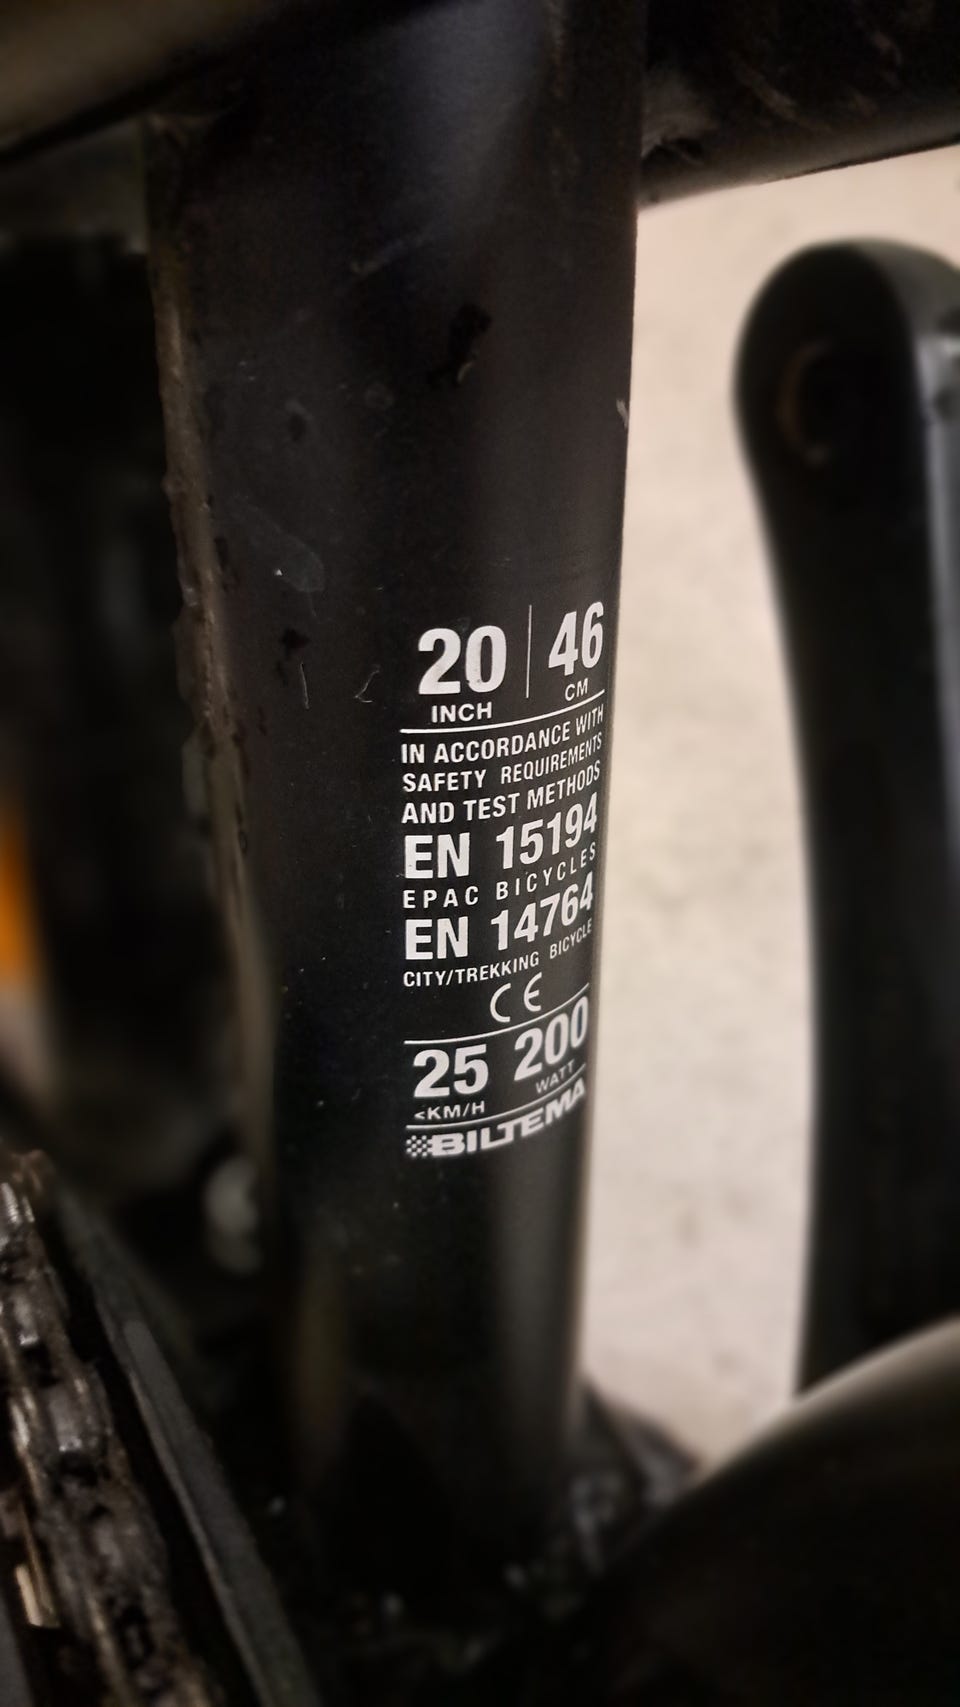 20 | 46
INCH CM
IN ACCORDANCE WITH
SAFETY REQUIREMENTS
AND TEST METHODS
EN 15194
EPAC BICYCLES
EN 14764
CITY/TREKKING BICYCLE
CE
25 200
<KM/H WATT
BILTEMA